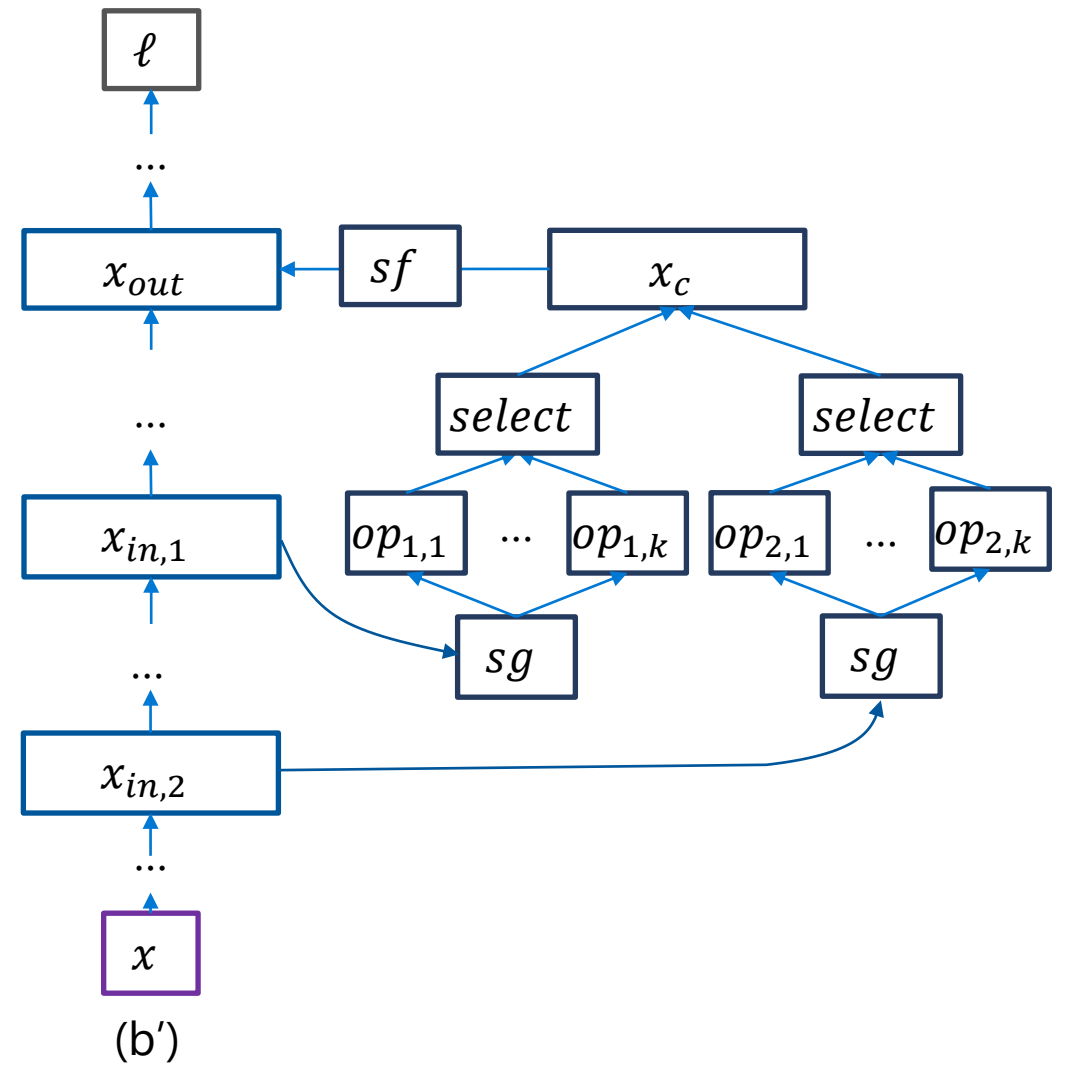 ℓ
...
x_out
sf
x_c
...
select
select
x_in,1
op_1,1
...
op_1,k
op_2,1
...
op_2,k
...
sg
sg
x_in,2
...
x
(b′)